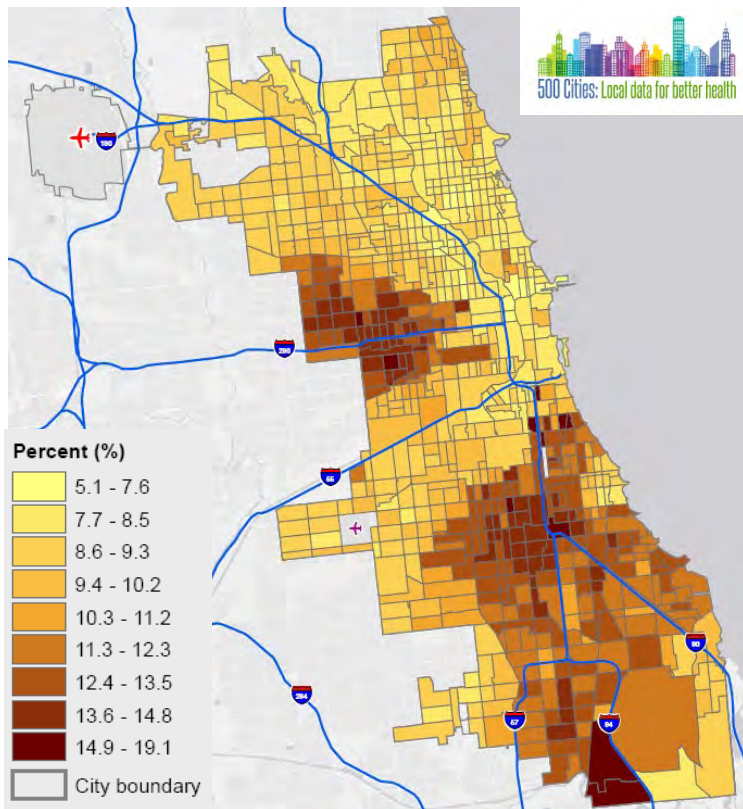 500 Cities: Local data for better health
190
290
55
294
90
57
94
Percent (%)
5.1 - 7.6
7.7 - 8.5
8.6 - 9.3
9.4 - 10.2
10.3 - 11.2
11.3 - 12.3
12.4 - 13.5
13.6 - 14.8
14.9 - 19.1
City boundary